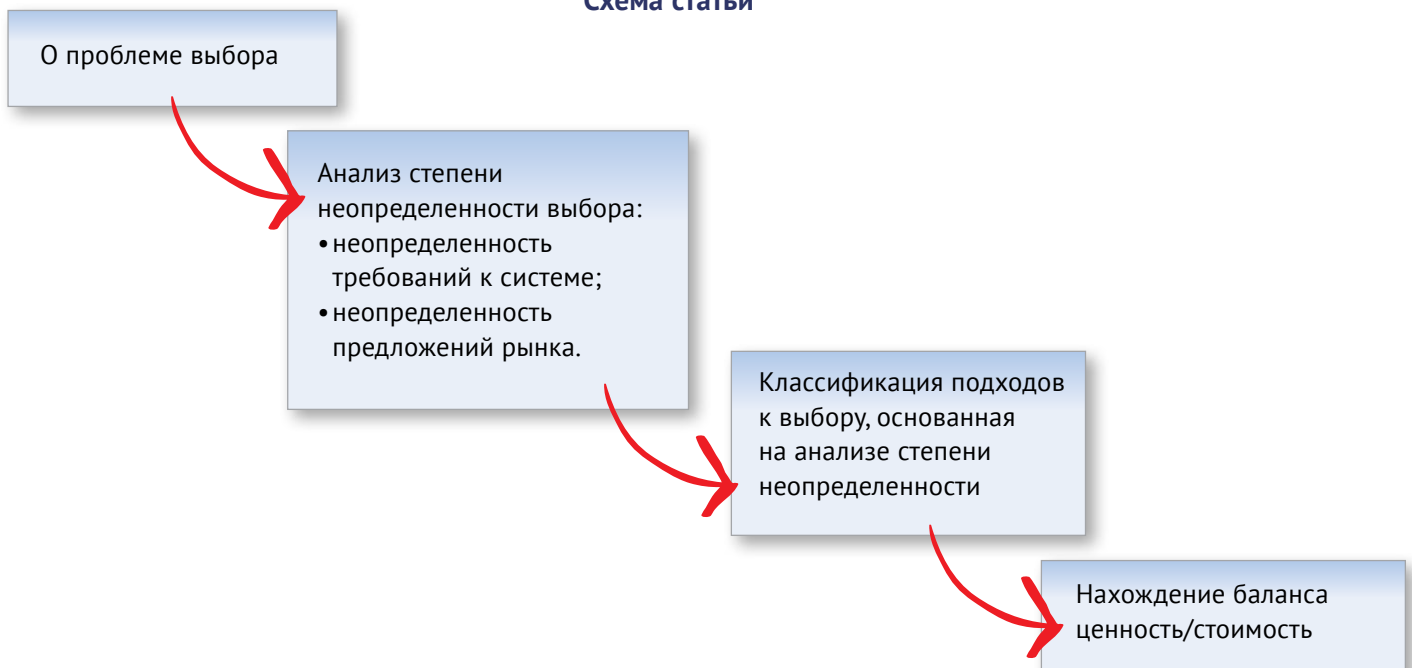 Схема статьи
О проблеме выбора
Анализ степени
неопределенности выбора:
• неопределенность
требований к системе;
• неопределенность
предложений рынка.
Классификация подходов
к выбору, основанная
на анализе степени
неопределенности
Нахождение баланса
ценность/стоимость